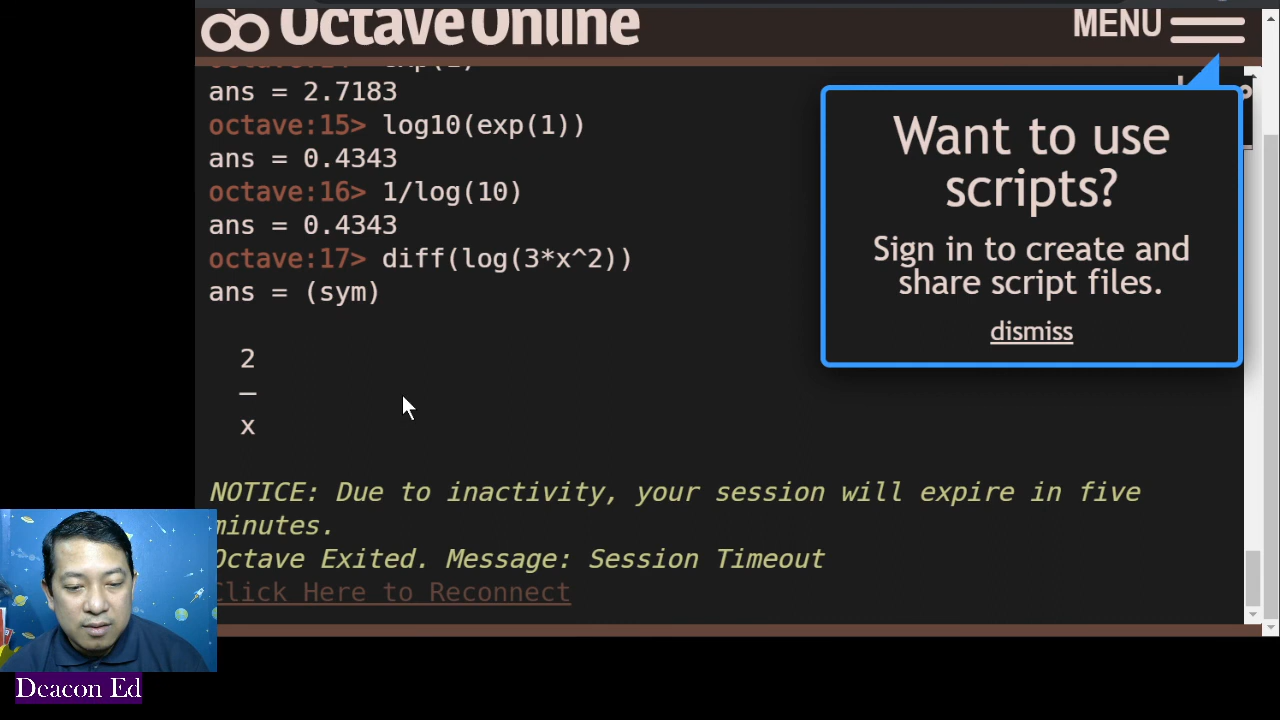 Octave Online
MENU
ans = 2.7183
octave:15> log10(exp(1))
ans = 0.4343
octave:16> 1/log(10)
ans = 0.4343
octave:17> diff(log(3*x^2))
ans = (sym)
2
─
x
NOTICE: Due to inactivity, your session will expire in five
minutes.
Octave Exited. Message: Session Timeout
Click Here to Reconnect
Want to use
scripts?
Sign in to create and
share script files.
dismiss
Deacon Ed